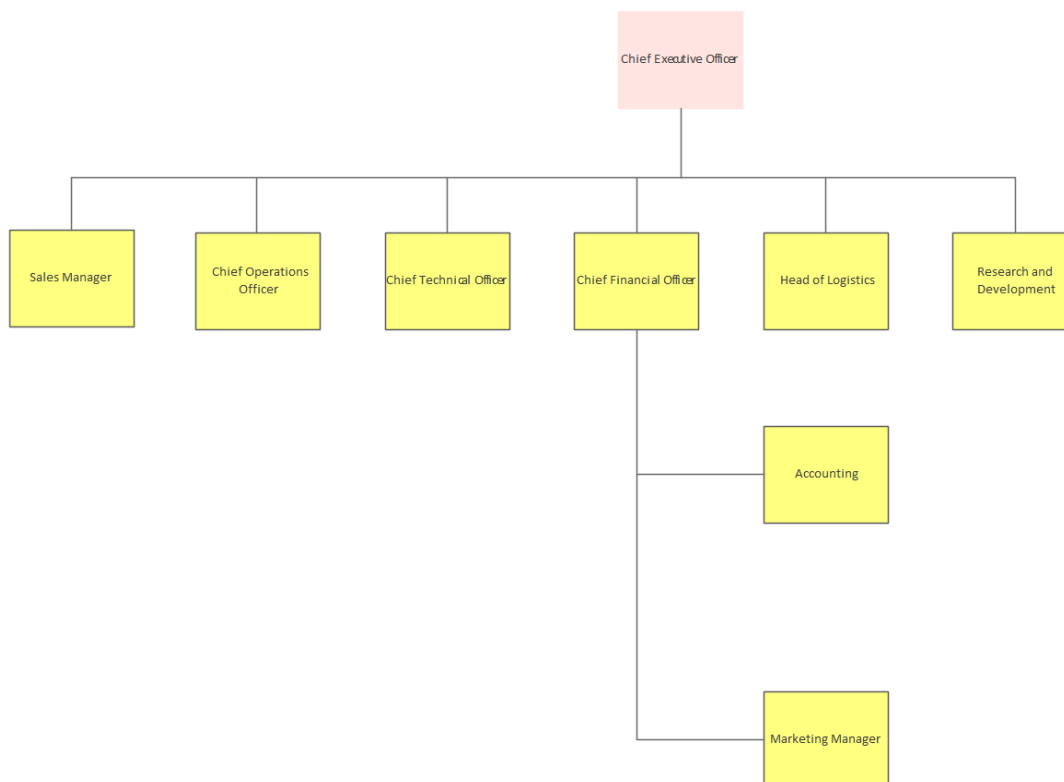 Chief Executive Officer
Sales Manager
Chief Operations
Officer
Chief Technical Officer
Chief Financial Officer
Head of Logistics
Research and
Development
Accounting
Marketing Manager